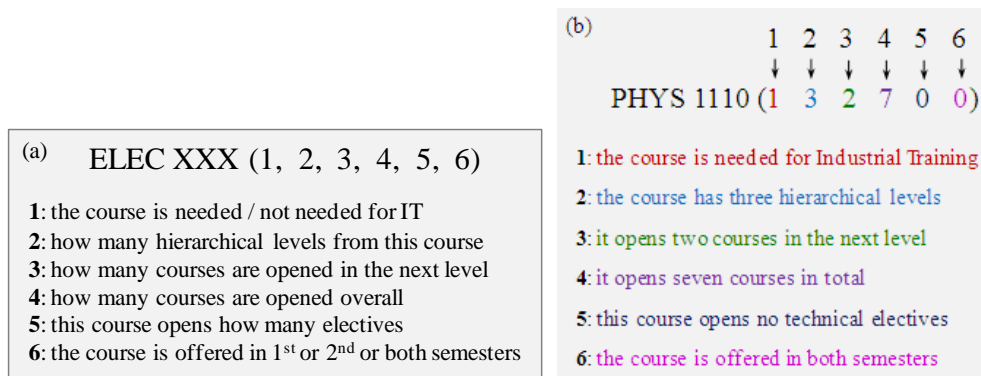 (a) ELEC XXX (1, 2, 3, 4, 5, 6)
1: the course is needed / not needed for IT
2: how many hierarchical levels from this course
3: how many courses are opened in the next level
4: how many courses are opened overall
5: this course opens how many electives
6: the course is offered in 1st or 2nd or both semesters
(b)
1 2 3 4 5 6
PHYS 1110 (1 3 2 7 0 0)
1: the course is needed for Industrial Training
2: the course has three hierarchical levels
3: it opens two courses in the next level
4: it opens seven courses in total
5: this course opens no technical electives
6: the course is offered in both semesters